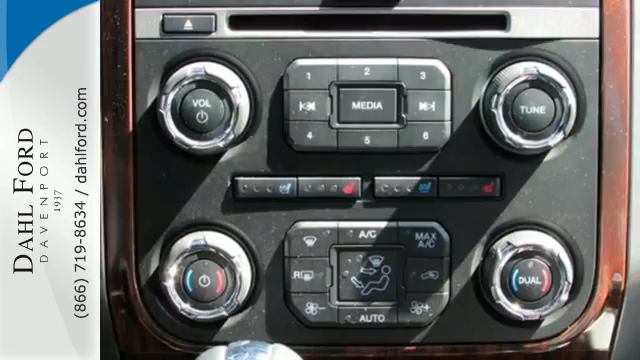 DAHL FORD
DAVENPORT
1937
(866) 719-8634 / dahlford.com
VOL
1 2 3
MEDIA
4 5 6
TUNE
A/C
MAX A/C
R
AUTO
DUAL